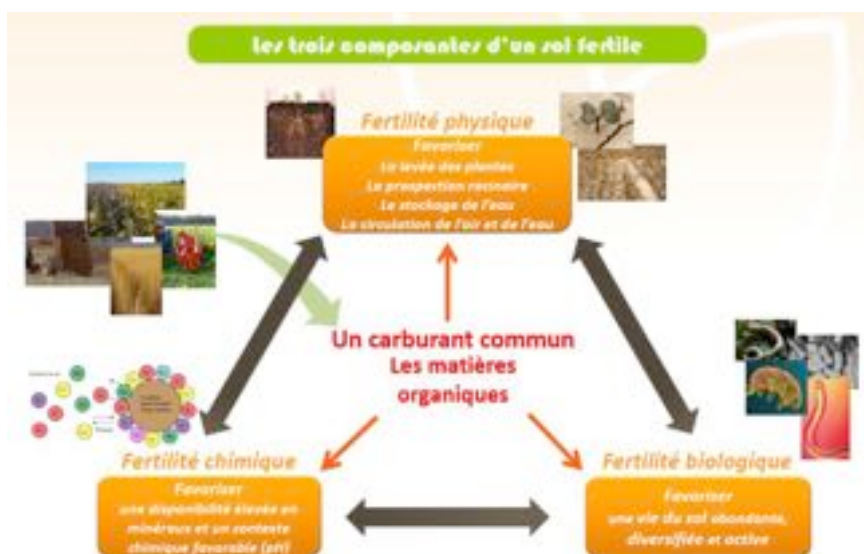 Les trois composantes d'un sol fertile
Fertilité physique
Favoriser
La levée des plantes
La prospection racinaire
Le stockage de l'eau
La circulation de l'air et de l'eau
Un carburant commun
Les matières
organiques
Fertilité chimique
Favoriser
une disponibilité élevée en
minéraux et un contexte
chimique favorable (pH)
Fertilité biologique
Favoriser
une vie du sol abondante,
diversifiée et active